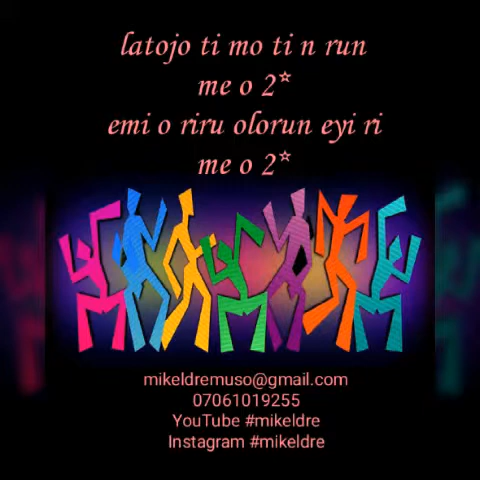 latojo ti mo ti n run
me o 2*
emi o riru olorun eyi ri
me o 2*
mikeldremuso@gmail.com
07061019255
YouTube #mikeldre
Instagram #mikeldre